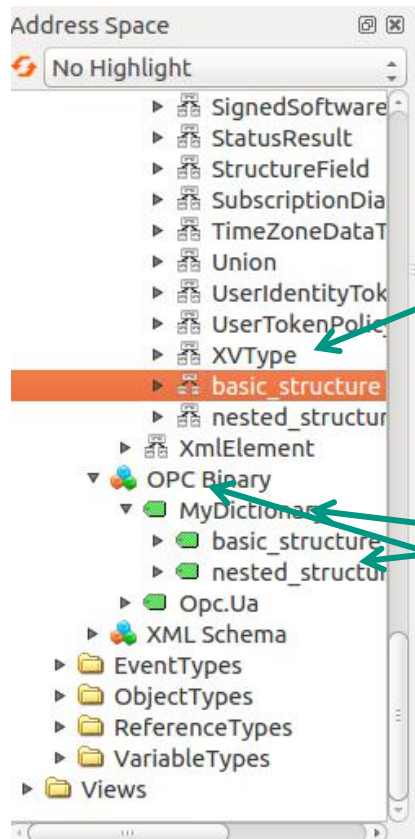 Address Space
No Highlight
SignedSoftware
StatusResult
StructureField
SubscriptionDia
TimeZoneDataT
Union
UserIdentityTok
UserTokenPolic
XVType
basic_structure
nested_structur
XmlElement
OPC Binary
MyDictionary
basic_structure
nested_structur
Opc.Ua
XML Schema
EventTypes
ObjectTypes
ReferenceTypes
VariableTypes
Views